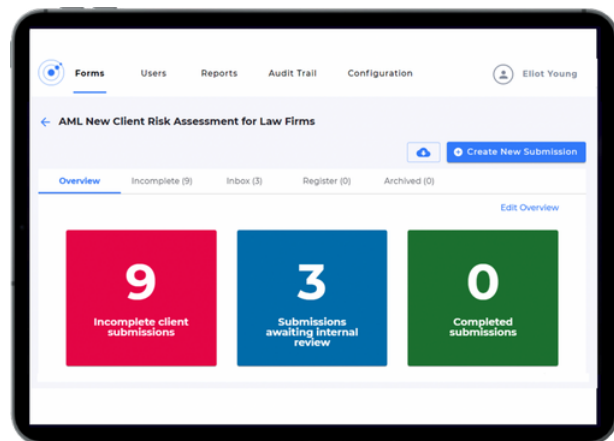 Forms Users Reports Audit Trail Configuration Eliot Young
AML New Client Risk Assessment for Law Firms
Create New Submission
Overview Incomplete (9) Inbox (3) Register (0) Archived (0)
Edit Overview
9
Incomplete client
submissions
3
Submissions
awaiting internal
review
0
Completed
submissions